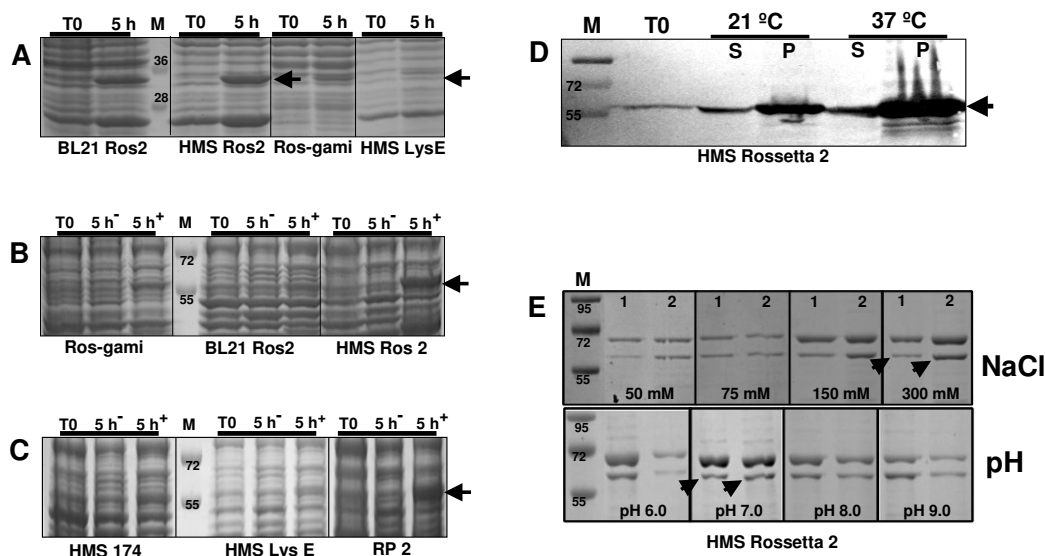 A
T0 5 h M T0 5 h T0 5 h T0 5 h
36
28
BL21 Ros2 HMS Ros2 Ros-gami HMS LysE
B
T0 5 h- 5 h+ M T0 5 h- 5 h+ T0 5 h- 5 h+
72
55
Ros-gami BL21 Ros2 HMS Ros 2
C
T0 5 h- 5 h+ M T0 5 h- 5 h+ T0 5 h- 5 h+
72
55
HMS 174 HMS Lys E RP 2
D
M T0 21 ºC 37 ºC
S P S P
72
55
HMS Rossetta 2
E
M
1 2 1 2 1 2 1 2
95
72
55
50 mM 75 mM 150 mM 300 mM
NaCl
95
72
55
pH 6.0 pH 7.0 pH 8.0 pH 9.0
pH
HMS Rossetta 2